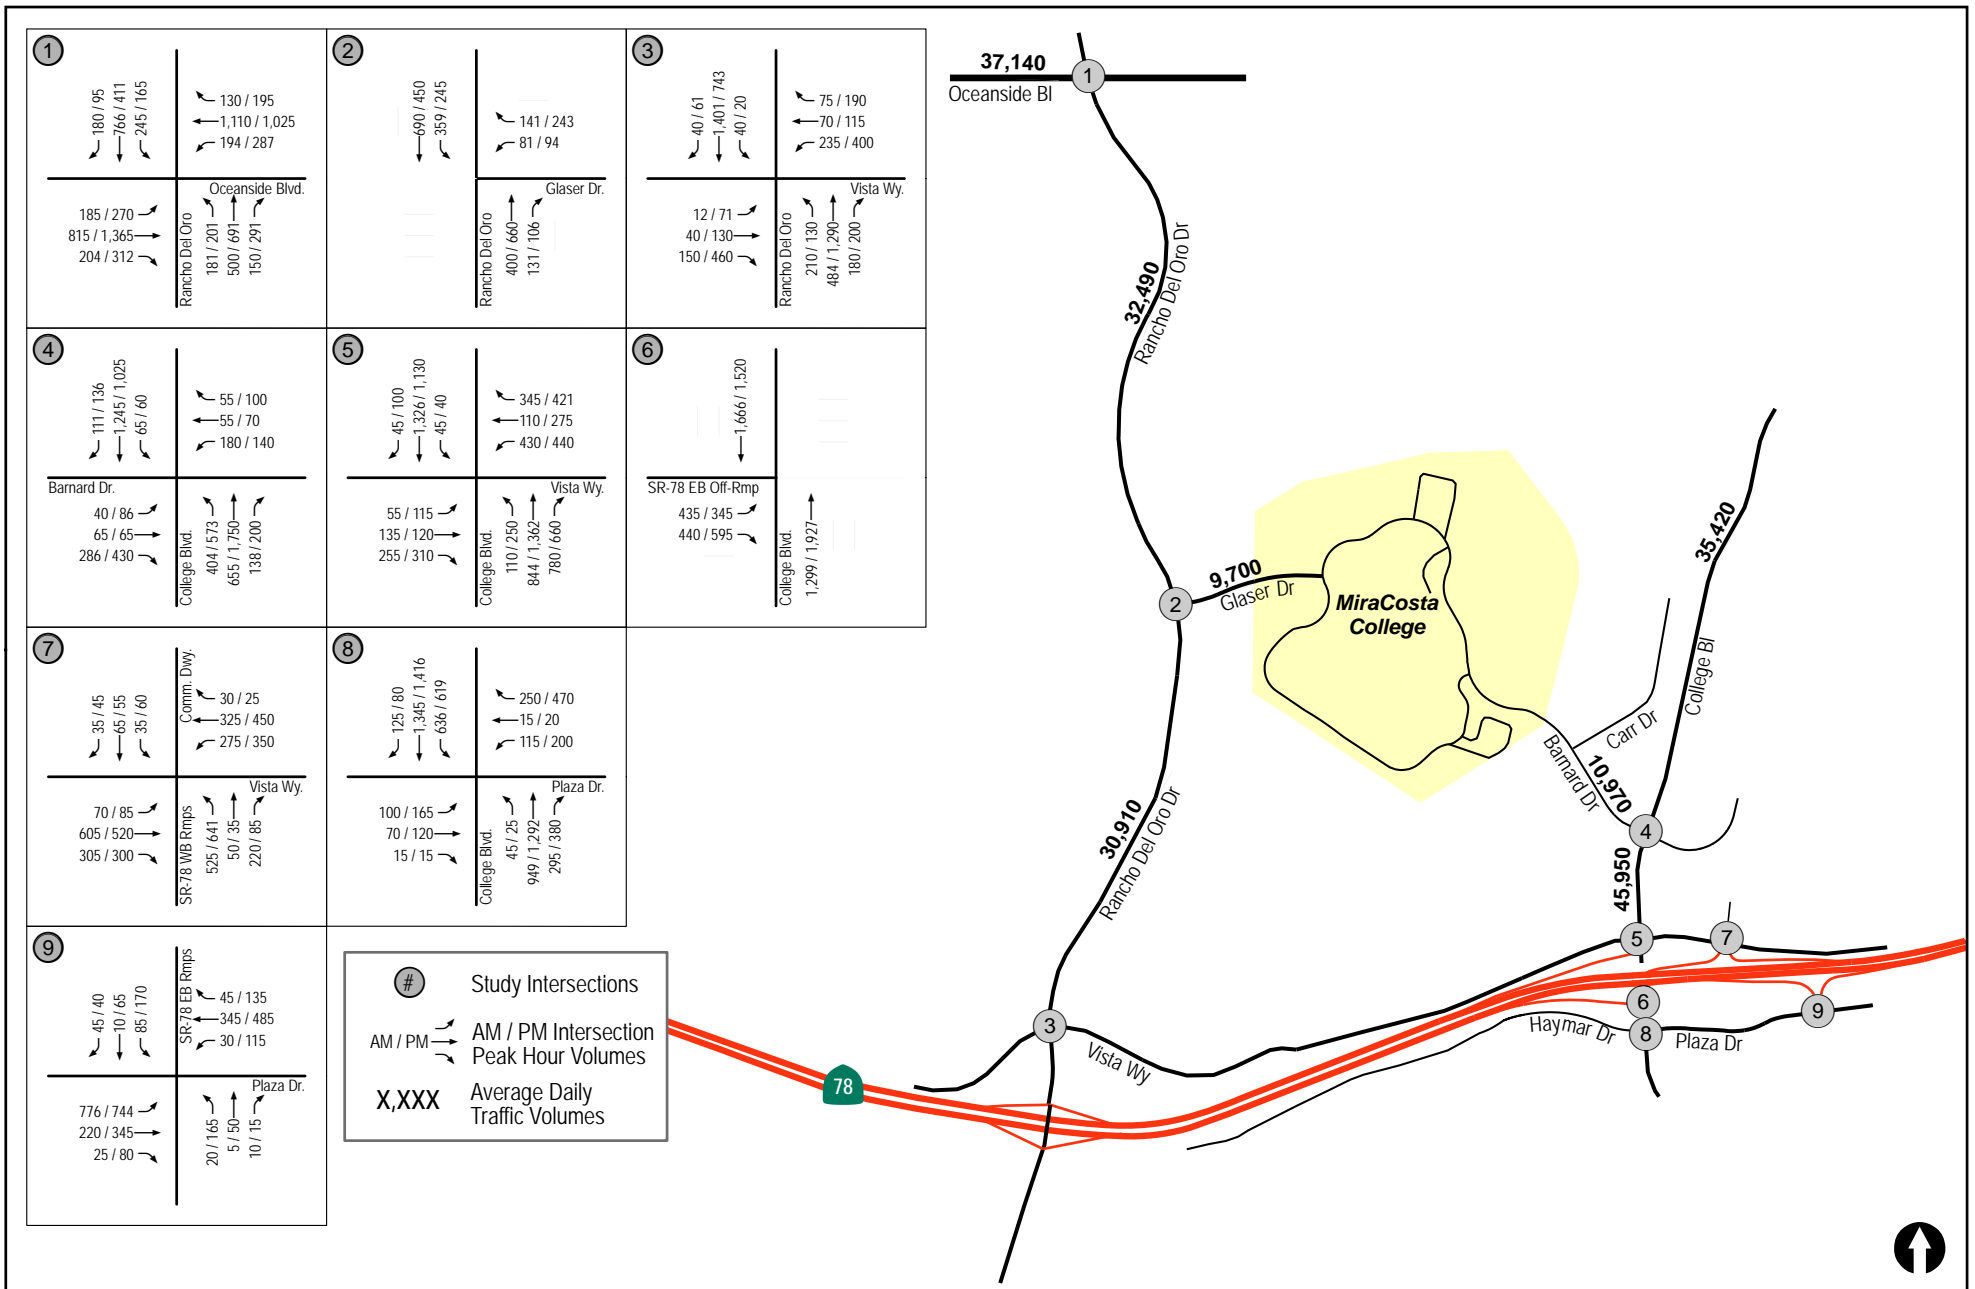 1
180 / 95
766 / 411
245 / 165
130 / 195
1,110 / 1,025
194 / 287
Oceanside Blvd.
185 / 270
815 / 1,365
204 / 312
Rancho Del Oro
181 / 201
500 / 691
150 / 291
2
690 / 450
359 / 245
141 / 243
81 / 94
Glaser Dr.
Rancho Del Oro
400 / 660
131 / 106
3
40 / 61
1,401 / 743
40 / 20
75 / 190
70 / 115
235 / 400
Vista Wy.
12 / 71
40 / 130
150 / 460
Rancho Del Oro
210 / 130
484 / 1,290
180 / 200
4
111 / 136
1,245 / 1,025
65 / 60
55 / 100
55 / 70
180 / 140
Barnard Dr.
40 / 86
65 / 65
286 / 430
College Blvd.
404 / 573
655 / 1,750
138 / 200
5
45 / 100
1,326 / 1,130
45 / 40
345 / 421
110 / 275
430 / 440
Vista Wy.
55 / 115
135 / 120
255 / 310
College Blvd.
110 / 250
844 / 1,362
780 / 660
6
1,666 / 1,520
SR-78 EB Off-Rmp
435 / 345
440 / 595
College Blvd.
1,299 / 1,927
7
35 / 45
65 / 55
35 / 60
Comm. Dwy.
30 / 25
325 / 450
275 / 350
Vista Wy.
70 / 85
605 / 520
305 / 300
SR-78 WB Rmps
525 / 641
50 / 35
220 / 85
8
125 / 80
1,345 / 1,416
636 / 619
250 / 470
15 / 20
115 / 200
Plaza Dr.
100 / 165
70 / 120
15 / 15
College Blvd.
45 / 25
949 / 1,292
295 / 380
9
45 / 40
10 / 65
85 / 170
SR-78 EB Rmps
45 / 135
345 / 485
30 / 115
Plaza Dr.
776 / 744
220 / 345
25 / 80
20 / 165
5 / 50
10 / 15
# Study Intersections
AM / PM
AM / PM Intersection
Peak Hour Volumes
X,XXX
Average Daily
Traffic Volumes
37,140
Oceanside Bl
1
32,490
Rancho Del Oro Dr
2
9,700
Glaser Dr
MiraCosta
College
35,420
College Bl
Carr Dr
Barnard Dr
10,970
4
45,950
30,910
Rancho Del Oro Dr
5
7
3
Vista Wy
6
9
Haymar Dr
8
Plaza Dr
78